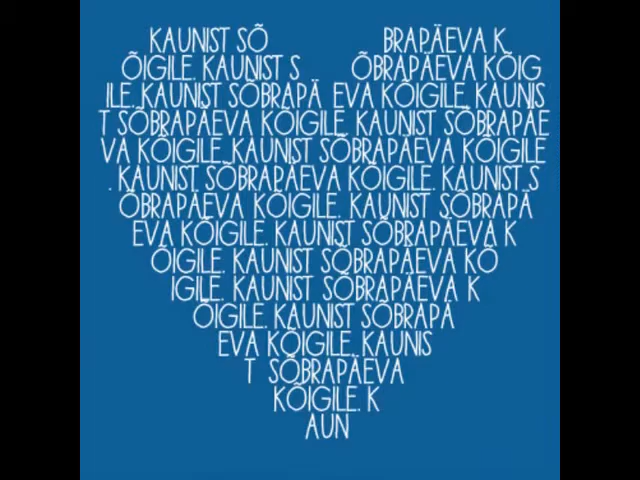 KAUNIST SÕ BRAPÄEVA K
ÕIGILE. KAUNIST S ÕBRAPÄEVA KÕIG
ILE. KAUNIST SÕBRAPÄ EVA KÕIGILE. KAUNIS
T SÕBRAPÄEVA KÕIGILE. KAUNIST SÕBRAPÄE
VA KÕIGILE. KAUNIST SÕBRAPÄEVA KÕIGILE
. KAUNIST SÕBRAPÄEVA KÕIGILE. KAUNIST S
ÕBRAPÄEVA KÕIGILE. KAUNIST SÕBRAPÄ
EVA KÕIGILE. KAUNIST SÕBRAPÄEVA K
ÕIGILE. KAUNIST SÕBRAPÄEVA KÕ
IGILE. KAUNIST SÕBRAPÄEVA K
ÕIGILE. KAUNIST SÕBRAPÄ
EVA KÕIGILE. KAUNIS
T SÕBRAPÄEVA
KÕIGILE. K
AUN